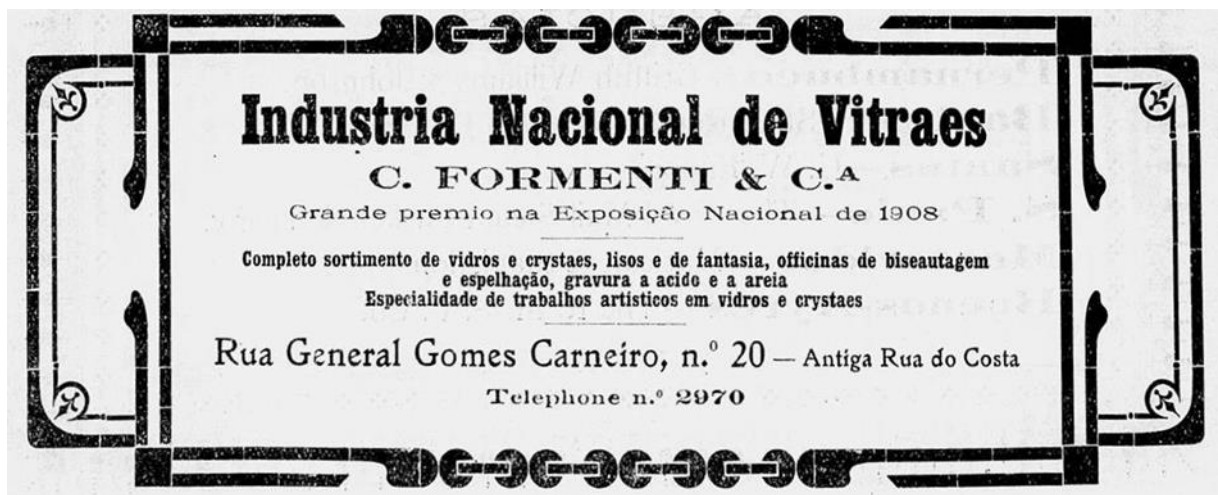 Industria Nacional de Vitraes
C. FORMENTI & C.A
Grande premio na Exposição Nacional de 1908
Completo sortimento de vidros e crystaes, lisos e de fantasia, officinas de biseautagem
e espelhação, gravura a acido e a areia
Especialidade de trabalhos artisticos em vidros e crystaes
Rua General Gomes Carneiro, n.º 20 — Antiga Rua do Costa
Telephone n.º 2970